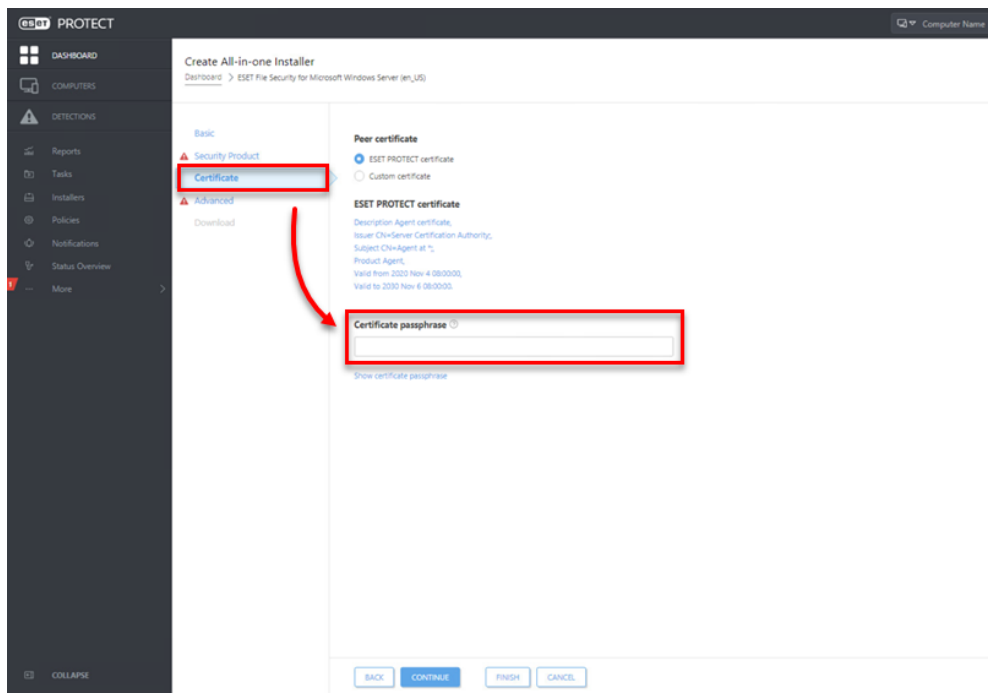 eset PROTECT
Computer Name
DASHBOARD
COMPUTERS
DETECTIONS
Reports
Tasks
Installers
Policies
Notifications
Status Overview
More
COLLAPSE
Create All-in-one Installer
Dashboard > ESET File Security for Microsoft Windows Server (en_US)
Basic
Security Product
Certificate
Advanced
Download
Peer certificate
ESET PROTECT certificate
Custom certificate
ESET PROTECT certificate
Description Agent certificate,
Issuer CN=Server Certification Authority;,
Subject CN=Agent at *;,
Product Agent,
Valid from 2020 Nov 4 08:00:00,
Valid to 2030 Nov 6 08:00:00.
Certificate passphrase ?
Show certificate passphrase
BACK
CONTINUE
FINISH
CANCEL